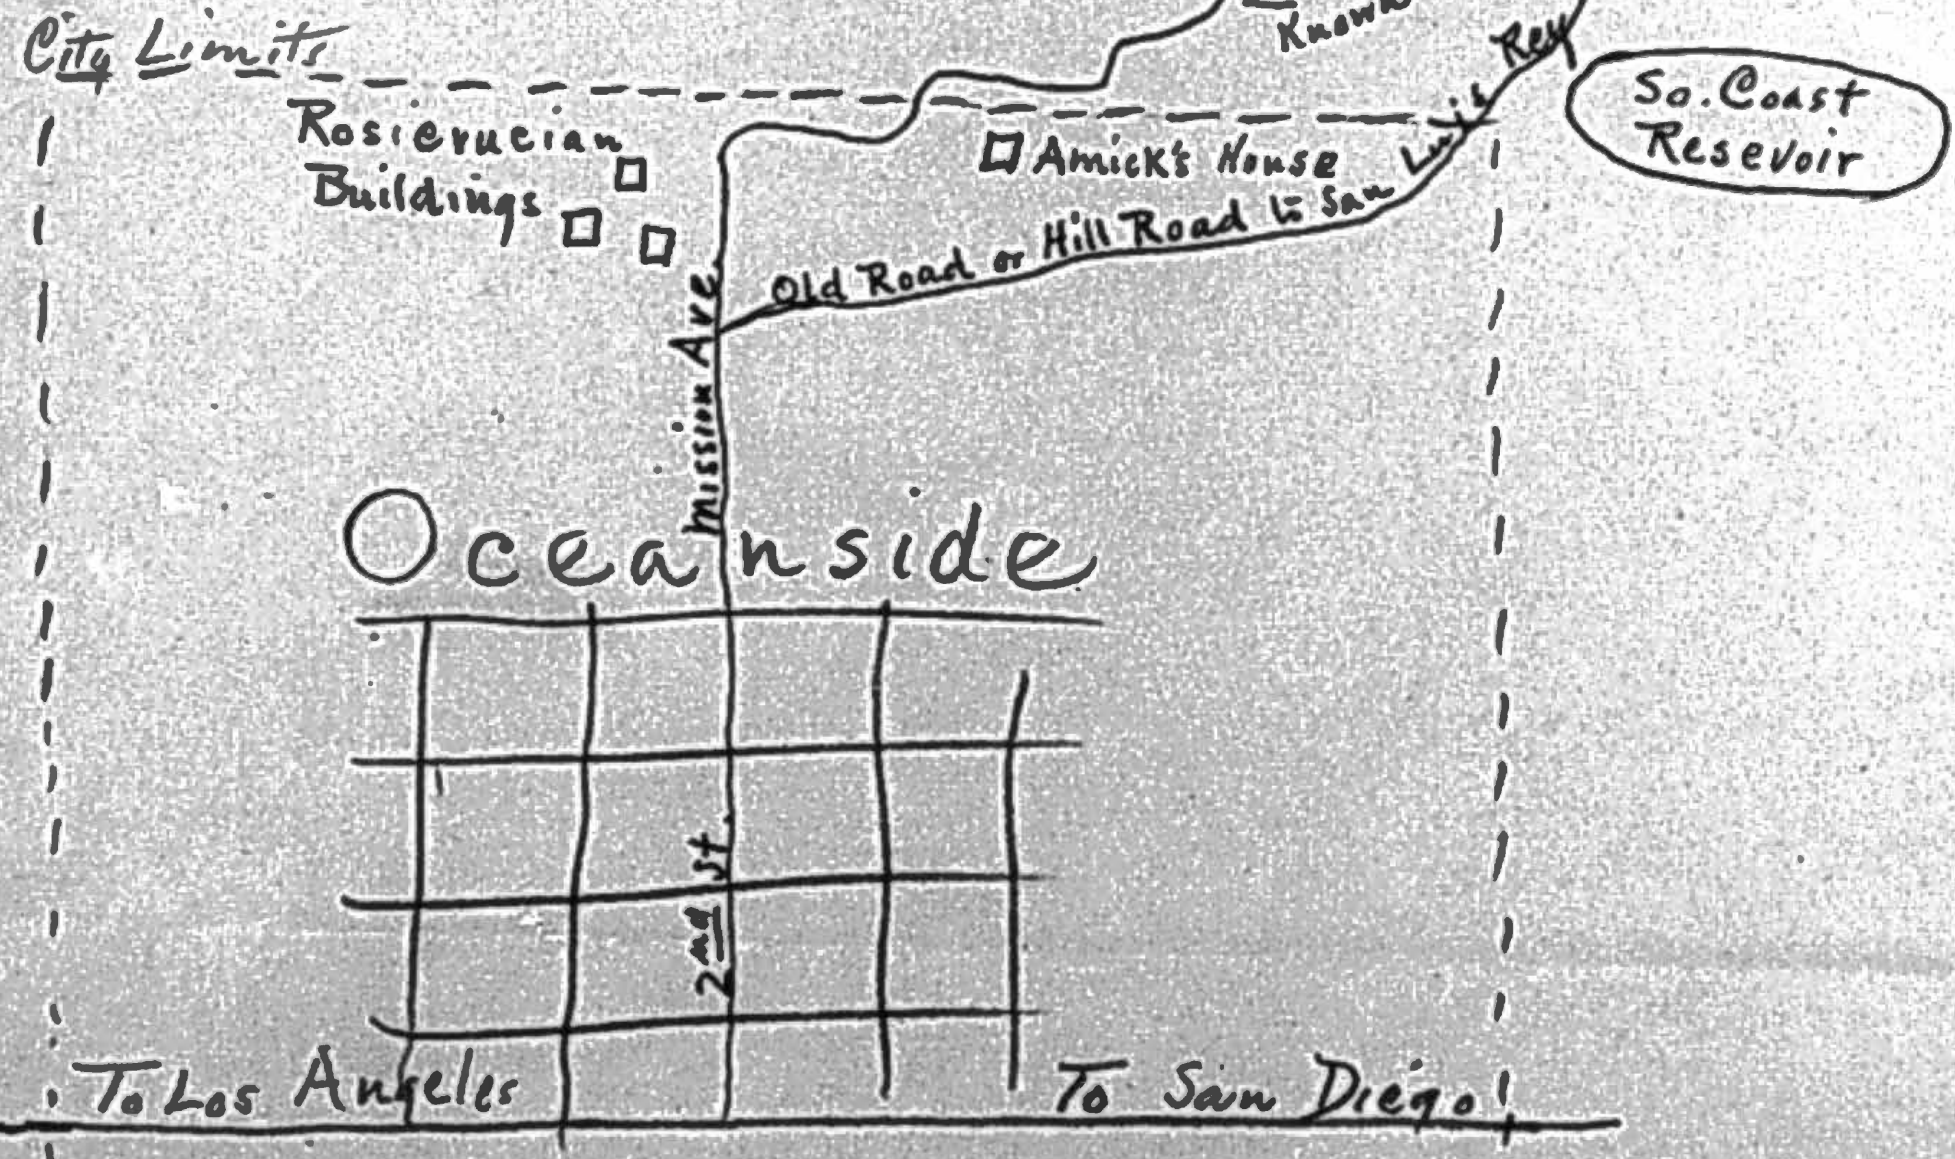 City Limits
Known
So. Coast
Resevoir
Rosicrucian
Buildings
Amick's House
Old Road or Hill Road to San Luis Rey
Mission Ave.
Oceanside
2nd St.
To Los Angeles
To San Diego